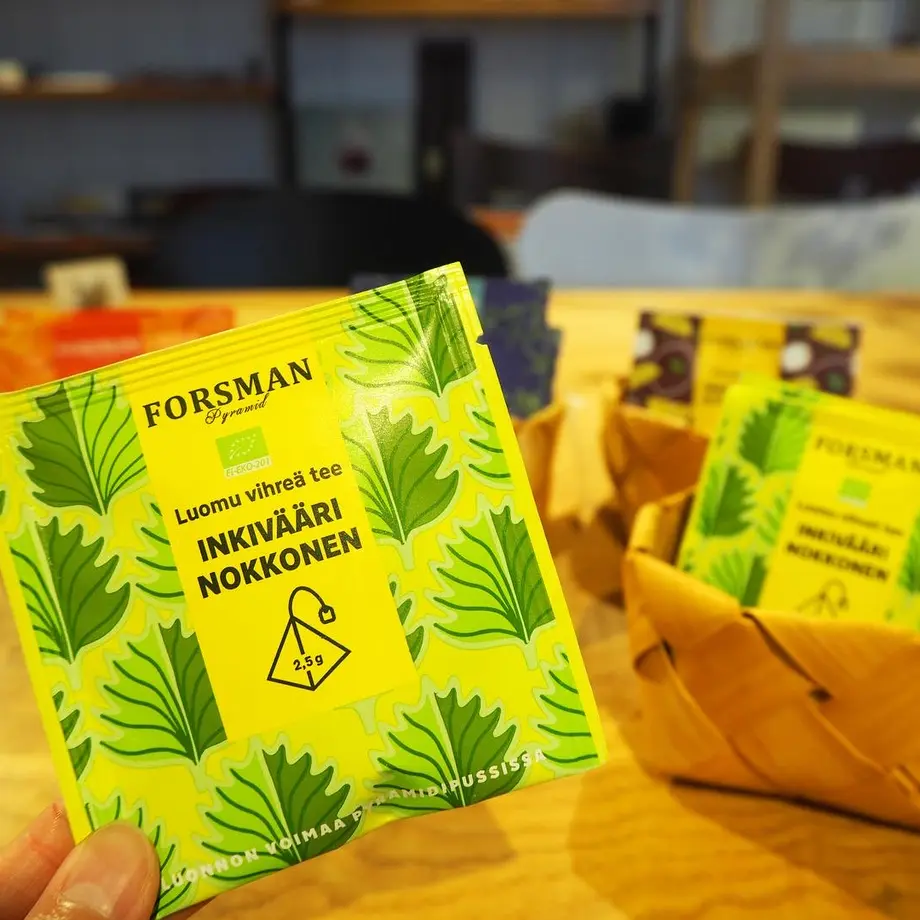 FORSMAN
Pyramid
FI-EKO-201
Luomu vihreä tee
INKIVÄÄRI
NOKKONEN
2,5 g
LUONNON VOIMAA PYRAMIDIPUSSISSA
FORSMAN
Luomu vihreä tee
INKIVÄÄRI
NOKKONEN